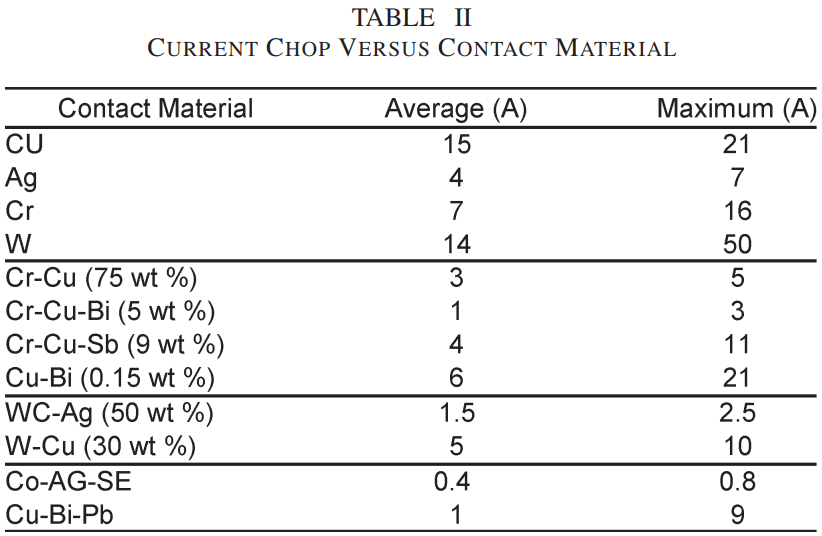 TABLE II
CURRENT CHOP VERSUS CONTACT MATERIAL
Contact Material Average (A) Maximum (A)
CU 15 21
Ag 4 7
Cr 7 16
W 14 50
Cr-Cu (75 wt %) 3 5
Cr-Cu-Bi (5 wt %) 1 3
Cr-Cu-Sb (9 wt %) 4 11
Cu-Bi (0.15 wt %) 6 21
WC-Ag (50 wt %) 1.5 2.5
W-Cu (30 wt %) 5 10
Co-AG-SE 0.4 0.8
Cu-Bi-Pb 1 9